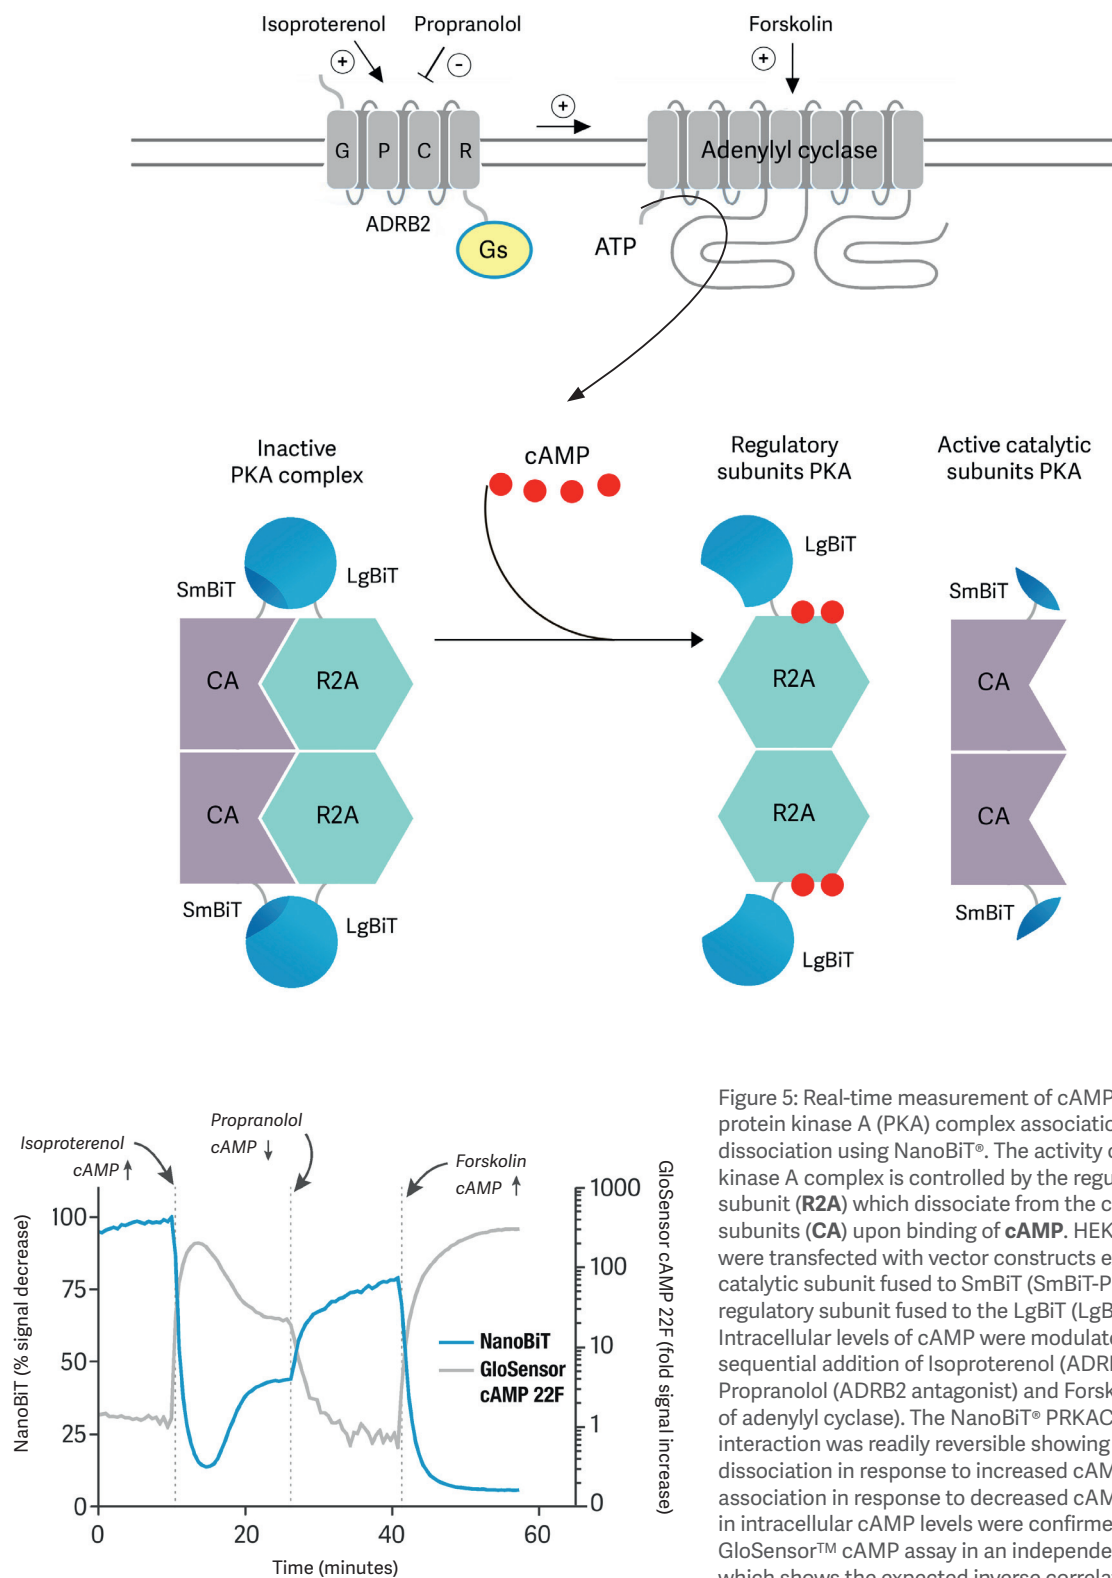 Isoproterenol Propranolol Forskolin
+ - +
+
G P C R Adenylyl cyclase
ADRB2
Gs ATP
Inactive
PKA complex
cAMP
Regulatory
subunits PKA
Active catalytic
subunits PKA
SmBiT LgBiT LgBiT SmBiT
CA R2A R2A CA
CA R2A R2A CA
SmBiT LgBiT LgBiT SmBiT
Isoproterenol
cAMP ↑
Propranolol
cAMP ↓
Forskolin
cAMP ↑
NanoBiT (% signal decrease)
100
75
50
25
0
NanoBiT
GloSensor
cAMP 22F
1000
100
10
1
0
GloSensor cAMP 22F (fold signal increase)
0 20 40 60
Time (minutes)
Figure 5: Real-time measurement of cAMP
protein kinase A (PKA) complex associatio
dissociation using NanoBiT®. The activity o
kinase A complex is controlled by the regu
subunit (R2A) which dissociate from the c
subunits (CA) upon binding of cAMP. HEK
were transfected with vector constructs e
catalytic subunit fused to SmBiT (SmBiT-P
regulatory subunit fused to the LgBiT (LgB
Intracellular levels of cAMP were modulate
sequential addition of Isoproterenol (ADR
Propranolol (ADRB2 antagonist) and Forsk
of adenylyl cyclase). The NanoBiT® PRKAC
interaction was readily reversible showing
dissociation in response to increased cAM
association in response to decreased cAM
in intracellular cAMP levels were confirme
GloSensor™ cAMP assay in an independe
which shows the expected inverse correla